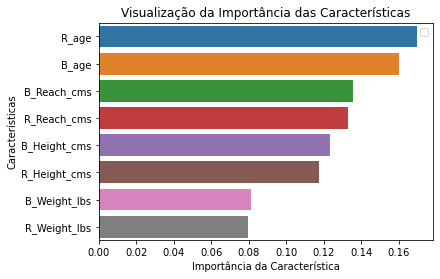 Visualização da Importância das Características
R_age
B_age
B_Reach_cms
R_Reach_cms
B_Height_cms
R_Height_cms
B_Weight_lbs
R_Weight_lbs
Características
0.00 0.02 0.04 0.06 0.08 0.10 0.12 0.14 0.16
Importância da Característica